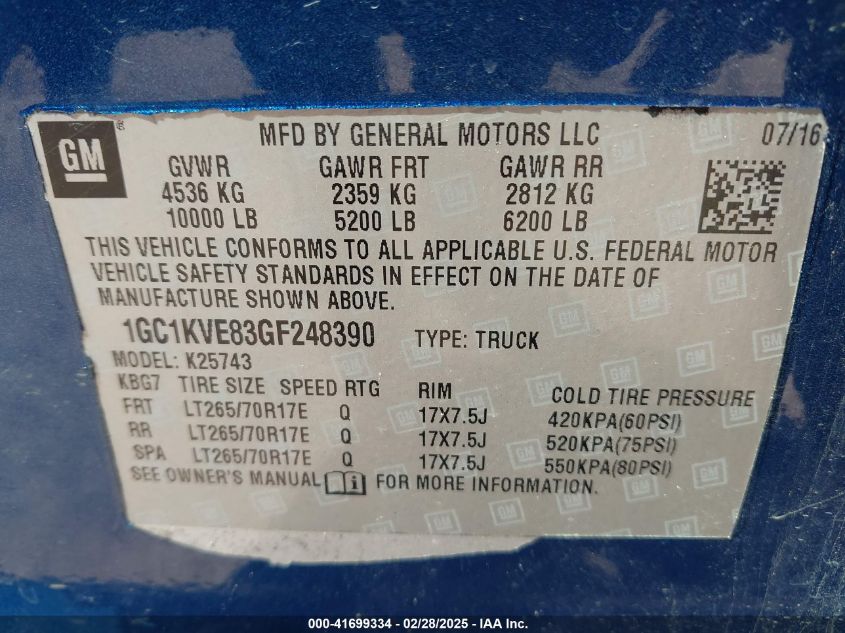 GM
MFD BY GENERAL MOTORS LLC 07/16
GVWR GAWR FRT GAWR RR
4536 KG 2359 KG 2812 KG
10000 LB 5200 LB 6200 LB
THIS VEHICLE CONFORMS TO ALL APPLICABLE U.S. FEDERAL MOTOR
VEHICLE SAFETY STANDARDS IN EFFECT ON THE DATE OF
MANUFACTURE SHOWN ABOVE.
1GC1KVE83GF248390 TYPE: TRUCK
MODEL: K25743
KBG7 TIRE SIZE SPEED RTG RIM COLD TIRE PRESSURE
FRT LT265/70R17E Q 17X7.5J 420KPA(60PSI)
RR LT265/70R17E Q 17X7.5J 520KPA(75PSI)
SPA LT265/70R17E Q 17X7.5J 550KPA(80PSI)
SEE OWNER'S MANUAL FOR MORE INFORMATION.
000-41699334 - 02/28/2025 - IAA Inc.